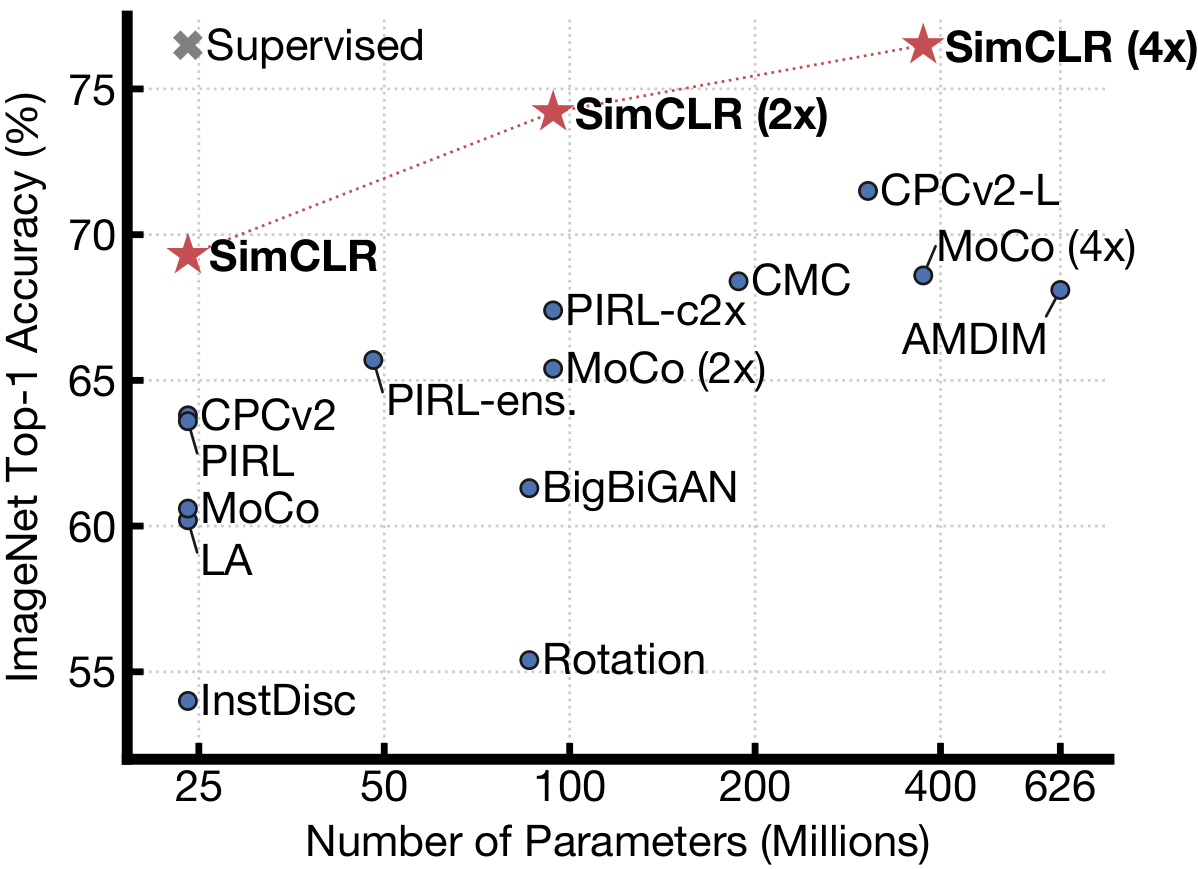 Supervised
SimCLR (4x)
75
SimCLR (2x)
CPCv2-L
70
MoCo (4x)
SimCLR
CMC
PIRL-c2x
AMDIM
65
MoCo (2x)
PIRL-ens.
CPCv2
PIRL
BigBiGAN
MoCo
60
LA
Rotation
55
InstDisc
25 50 100 200 400 626
Number of Parameters (Millions)
ImageNet Top-1 Accuracy (%)